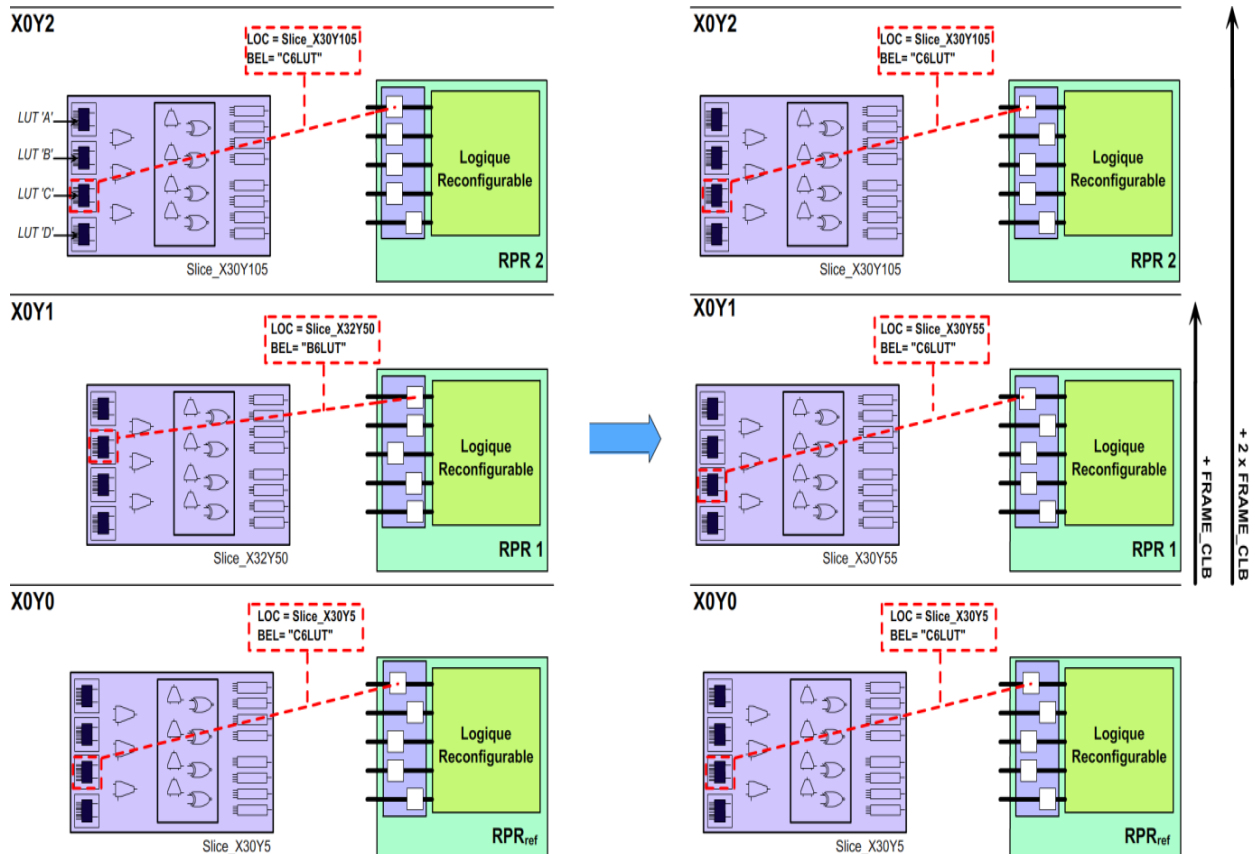 X0Y2
LOC = Slice_X30Y105
BEL= "C6LUT"
LUT 'A'
LUT 'B'
LUT 'C'
LUT 'D'
Slice_X30Y105
Logique
Reconfigurable
RPR 2
X0Y1
LOC = Slice_X32Y50
BEL= "B6LUT"
Slice_X32Y50
Logique
Reconfigurable
RPR 1
X0Y0
LOC = Slice_X30Y5
BEL= "C6LUT"
Slice_X30Y5
Logique
Reconfigurable
RPRref
X0Y2
LOC = Slice_X30Y105
BEL= "C6LUT"
Slice_X30Y105
Logique
Reconfigurable
RPR 2
X0Y1
LOC = Slice_X30Y55
BEL= "C6LUT"
Slice_X30Y55
Logique
Reconfigurable
RPR 1
X0Y0
LOC = Slice_X30Y5
BEL= "C6LUT"
Slice_X30Y5
Logique
Reconfigurable
RPRref
+ FRAME_CLB
+ 2 x FRAME_CLB